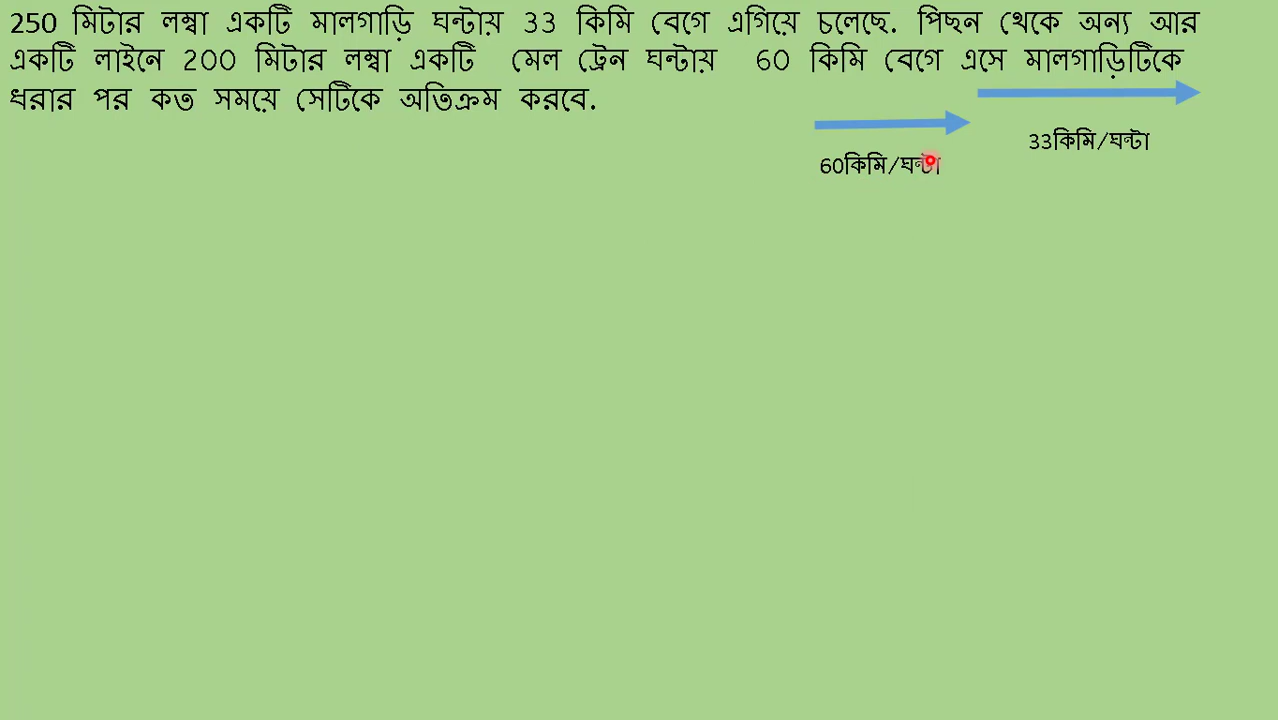 250 মিটার লম্বা একটি মালগাড়ি ঘন্টায় 33 কিমি বেগে এগিয়ে চলেছে. পিছন থেকে অন্য আর
একটি লাইনে 200 মিটার লম্বা একটি মেল ট্রেন ঘন্টায় 60 কিমি বেগে এসে মালগাড়িটিকে
ধরার পর কত সময়ে সেটিকে অতিক্রম করবে.
33কিমি/ঘন্টা
60কিমি/ঘন্টা